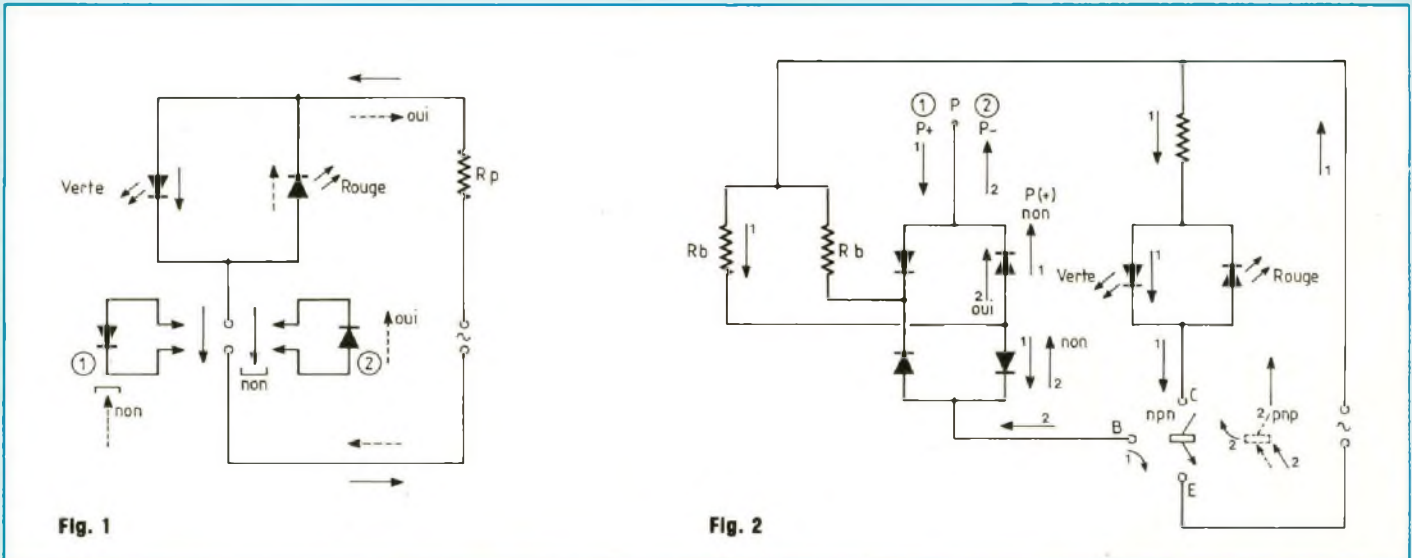 oui
Verte
Rouge
Rp
oui
①
②
non
non
~
Fig. 1
① P ②
P+ P-
1
1
1
2
P(+)
non
Rb
1
Rb
1
2
oui
Verte
1
Rouge
1
non
2
1
C
npn
2 pnp
B
2
1
2
2
E
~
Fig. 2